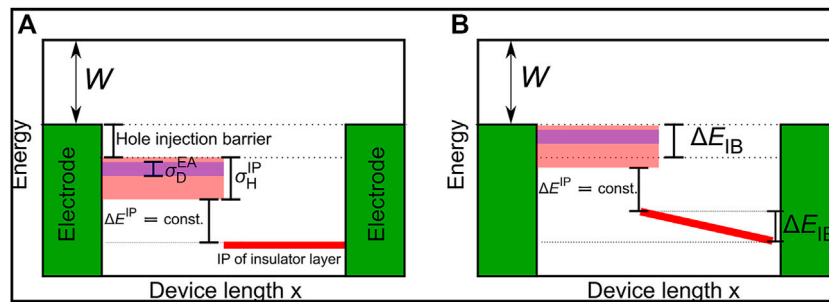 A
W
Energy
Electrode
Hole injection barrier
σ_D^EA
σ_H^IP
ΔE^IP = const.
IP of insulator layer
Electrode
Device length x
B
W
Energy
ΔE_IB
ΔE^IP = const.
ΔE_IB
Device length x